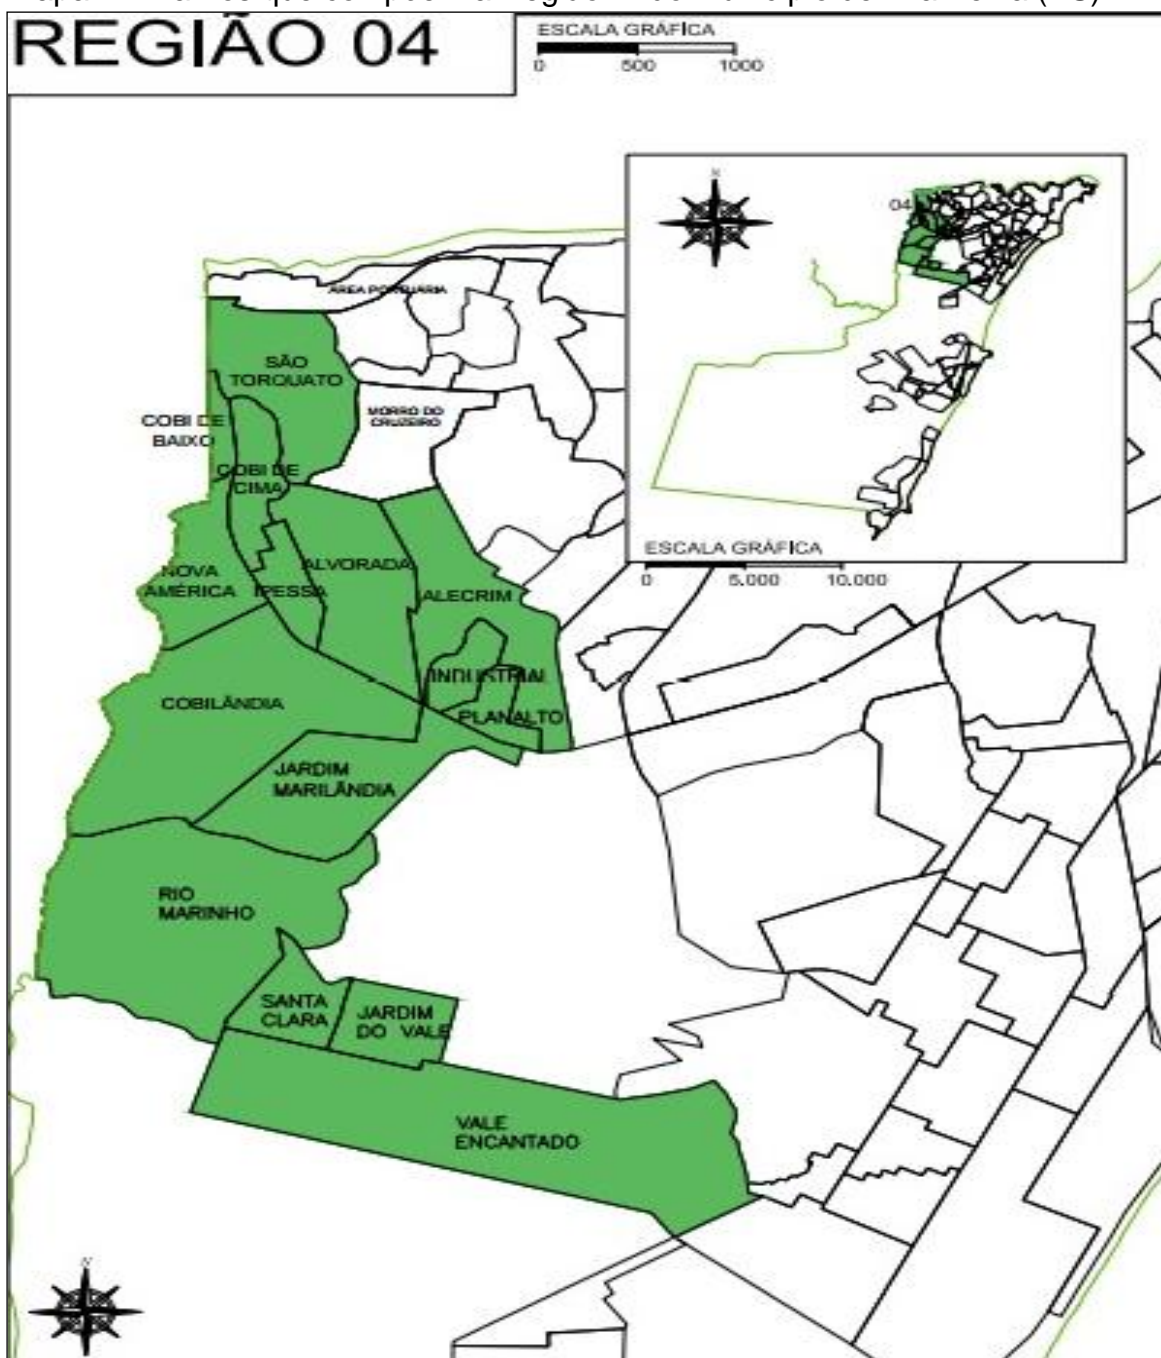 REGIÃO 04
ESCALA GRÁFICA
0 500 1000
N
04
ESCALA GRÁFICA
0 5.000 10.000
ÁREA PORTUÁRIA
SÃO
TORQUATO
MORRO DO
CRUZEIRO
COBI DE
BAIXO
COBI DE
CIMA
ALVORADA
NOVA
AMÉRICA
IPESSA
ALECRIM
INDUSTRIAL
PLANALTO
COBILÂNDIA
JARDIM
MARILÂNDIA
RIO
MARINHO
SANTA
CLARA
JARDIM
DO VALE
VALE
ENCANTADO
N